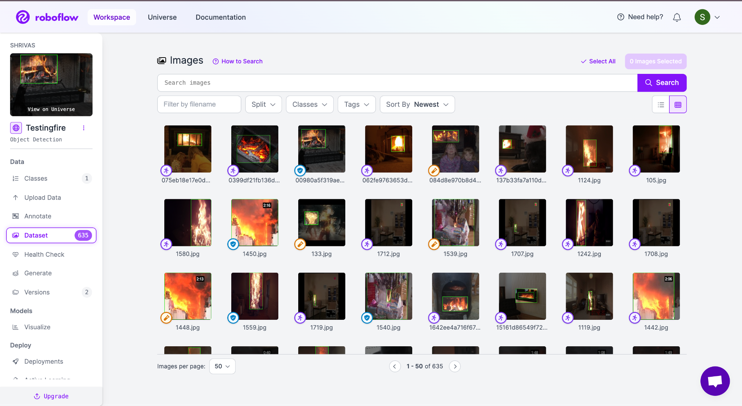 roboflow
Workspace
Universe
Documentation
Need help?
S
SHRIVAS
View on Universe
Testingfire
Object Detection
Data
Classes 1
Upload Data
Annotate
Dataset 635
Health Check
Generate
Versions 2
Models
Visualize
Deploy
Deployments
Upgrade
Images
How to Search
Select All
0 Images Selected
Search images
Search
Filter by filename
Split
Classes
Tags
Sort By Newest
075eb18e17e0d...
0399df21fb136d...
00980a5f319ae...
062fe9763653d...
084d8e970b8d4...
137b33fa7a110d...
1124.jpg
105.jpg
1580.jpg
1450.jpg
133.jpg
1712.jpg
1539.jpg
1707.jpg
1242.jpg
1708.jpg
1448.jpg
1559.jpg
1719.jpg
1540.jpg
1642ee4a716f67...
15161d86549f72...
1119.jpg
1442.jpg
Images per page: 50
1 - 50 of 635